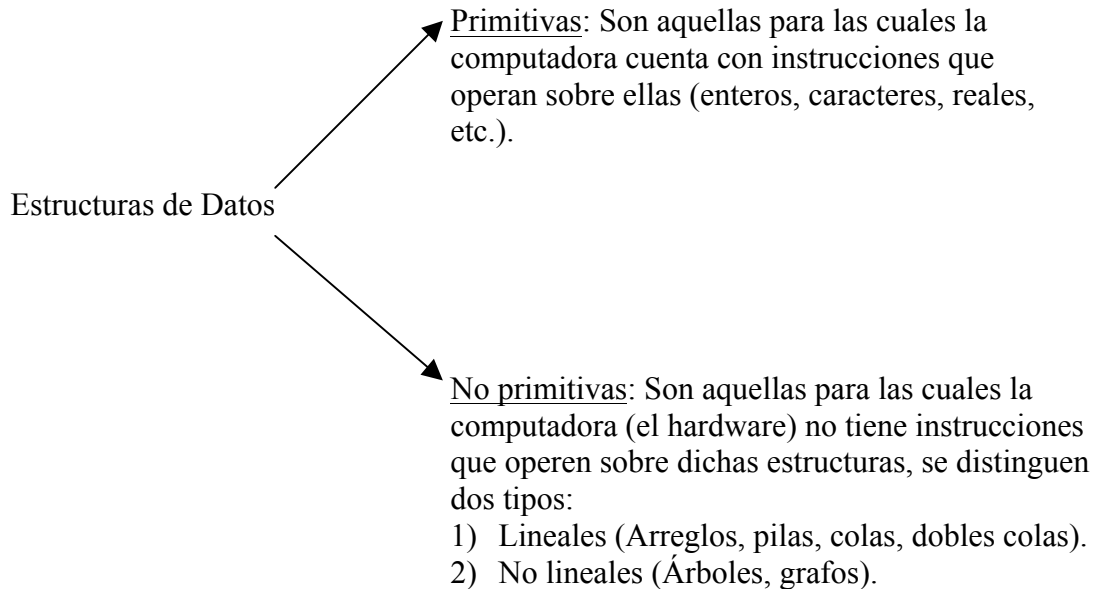 Primitivas: Son aquellas para las cuales la
computadora cuenta con instrucciones que
operan sobre ellas (enteros, caracteres, reales,
etc.).
Estructuras de Datos
No primitivas: Son aquellas para las cuales la
computadora (el hardware) no tiene instrucciones
que operen sobre dichas estructuras, se distinguen
dos tipos:
1) Lineales (Arreglos, pilas, colas, dobles colas).
2) No lineales (Árboles, grafos).